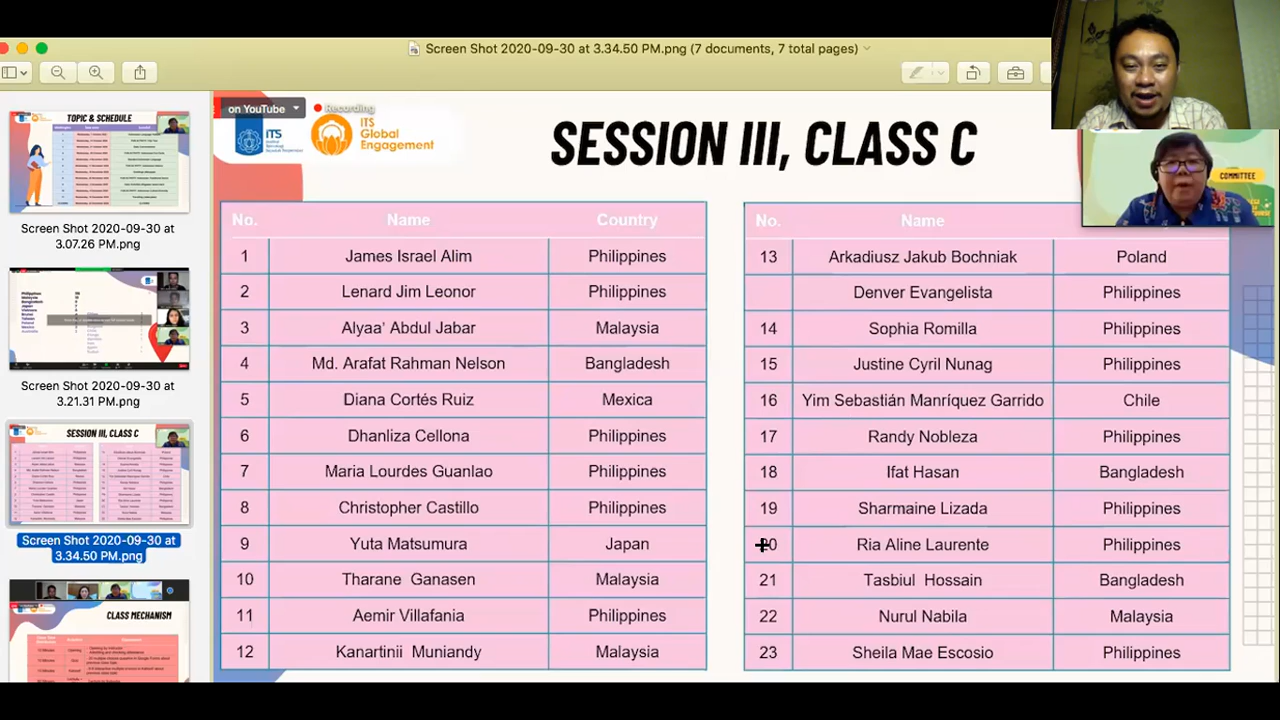 Screen Shot 2020-09-30 at 3.34.50 PM.png (7 documents, 7 total pages)
on YouTube
Recording
ITS
ITS Global Engagement
SESSION III, CLASS C
No. Name Country
1 James Israel Alim Philippines
2 Lenard Jim Leonor Philippines
3 Alyaa' Abdul Jabar Malaysia
4 Md. Arafat Rahman Nelson Bangladesh
5 Diana Cortés Ruiz Mexica
6 Dhanliza Cellona Philippines
7 Maria Lourdes Guanato Philippines
8 Christopher Castillo Philippines
9 Yuta Matsumura Japan
10 Tharane Ganasen Malaysia
11 Aemir Villafania Philippines
12 Kanartinii Muniandy Malaysia
No. Name
13 Arkadiusz Jakub Bochniak Poland
Denver Evangelista Philippines
14 Sophia Romilla Philippines
15 Justine Cyril Nunag Philippines
16 Yim Sebastián Manríquez Garrido Chile
17 Randy Nobleza Philippines
18 Ifat Hasan Bangladesh
19 Sharmaine Lizada Philippines
20 Ria Aline Laurente Philippines
21 Tasbiul Hossain Bangladesh
22 Nurul Nabila Malaysia
23 Sheila Mae Escosio Philippines
COMMITTEE
TOPIC & SCHEDULE
Screen Shot 2020-09-30 at
3.07.26 PM.png
Screen Shot 2020-09-30 at
3.21.31 PM.png
SESSION III, CLASS C
Screen Shot 2020-09-30 at
3.34.50 PM.png
CLASS MECHANISM